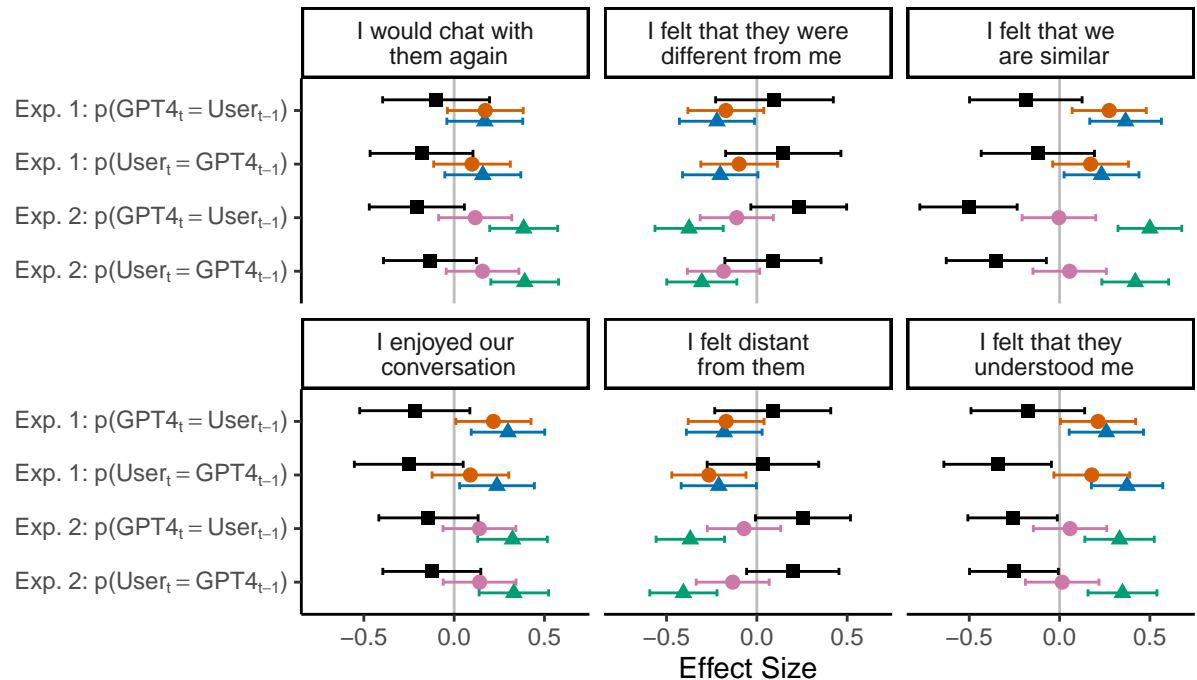 I would chat with
them again
I felt that they were
different from me
I felt that we
are similar
Exp. 1: p(GPT4ₜ = Userₜ₋₁)
Exp. 1: p(Userₜ = GPT4ₜ₋₁)
Exp. 2: p(GPT4ₜ = Userₜ₋₁)
Exp. 2: p(Userₜ = GPT4ₜ₋₁)
I enjoyed our
conversation
I felt distant
from them
I felt that they
understood me
Exp. 1: p(GPT4ₜ = Userₜ₋₁)
Exp. 1: p(Userₜ = GPT4ₜ₋₁)
Exp. 2: p(GPT4ₜ = Userₜ₋₁)
Exp. 2: p(Userₜ = GPT4ₜ₋₁)
−0.5 0.0 0.5 −0.5 0.0 0.5 −0.5 0.0 0.5
Effect Size